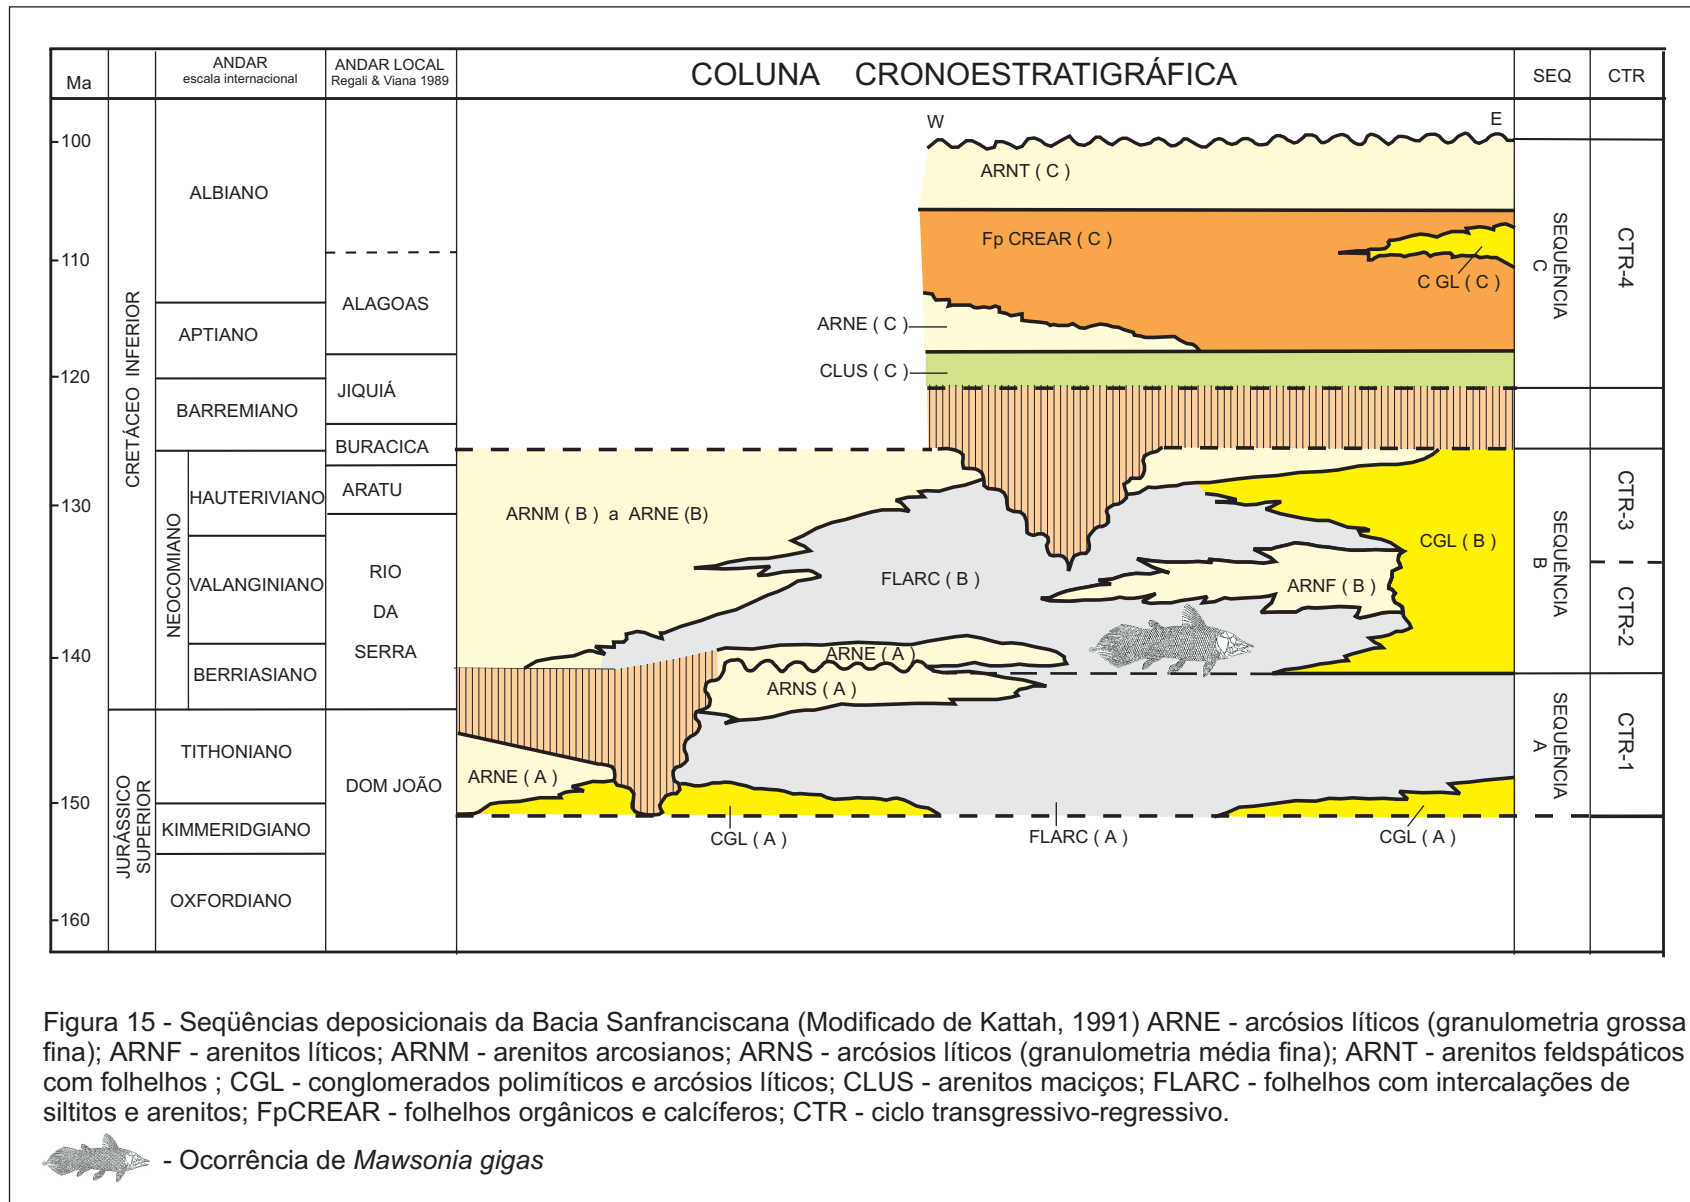 Ma
ANDAR
escala internacional
ANDAR LOCAL
Regali & Viana 1989
COLUNA CRONOESTRATIGRÁFICA
SEQ
CTR
W
E
100
110
120
130
140
150
160
CRETÁCEO INFERIOR
JURÁSSICO
SUPERIOR
NEOCOMIANO
ALBIANO
APTIANO
BARREMIANO
HAUTERIVIANO
VALANGINIANO
BERRIASIANO
TITHONIANO
KIMMERIDGIANO
OXFORDIANO
ALAGOAS
JIQUIÁ
BURACICA
ARATU
RIO
DA
SERRA
DOM JOÃO
ARNT ( C )
Fp CREAR ( C )
C GL ( C )
ARNE ( C )
CLUS ( C )
ARNM ( B ) a ARNE (B)
FLARC ( B )
CGL ( B )
ARNF ( B )
ARNE ( A )
ARNS ( A )
ARNE ( A )
CGL ( A )
FLARC ( A )
CGL ( A )
SEQUÊNCIA
C
SEQUÊNCIA
B
SEQUÊNCIA
A
CTR-4
CTR-3
CTR-2
CTR-1
Figura 15 - Seqüências deposicionais da Bacia Sanfranciscana (Modificado de Kattah, 1991) ARNE - arcósios líticos (granulometria grossa
fina); ARNF - arenitos líticos; ARNM - arenitos arcosianos; ARNS - arcósios líticos (granulometria média fina); ARNT - arenitos feldspáticos
com folhelhos ; CGL - conglomerados polimíticos e arcósios líticos; CLUS - arenitos maciços; FLARC - folhelhos com intercalações de
siltitos e arenitos; FpCREAR - folhelhos orgânicos e calcíferos; CTR - ciclo transgressivo-regressivo.
- Ocorrência de Mawsonia gigas